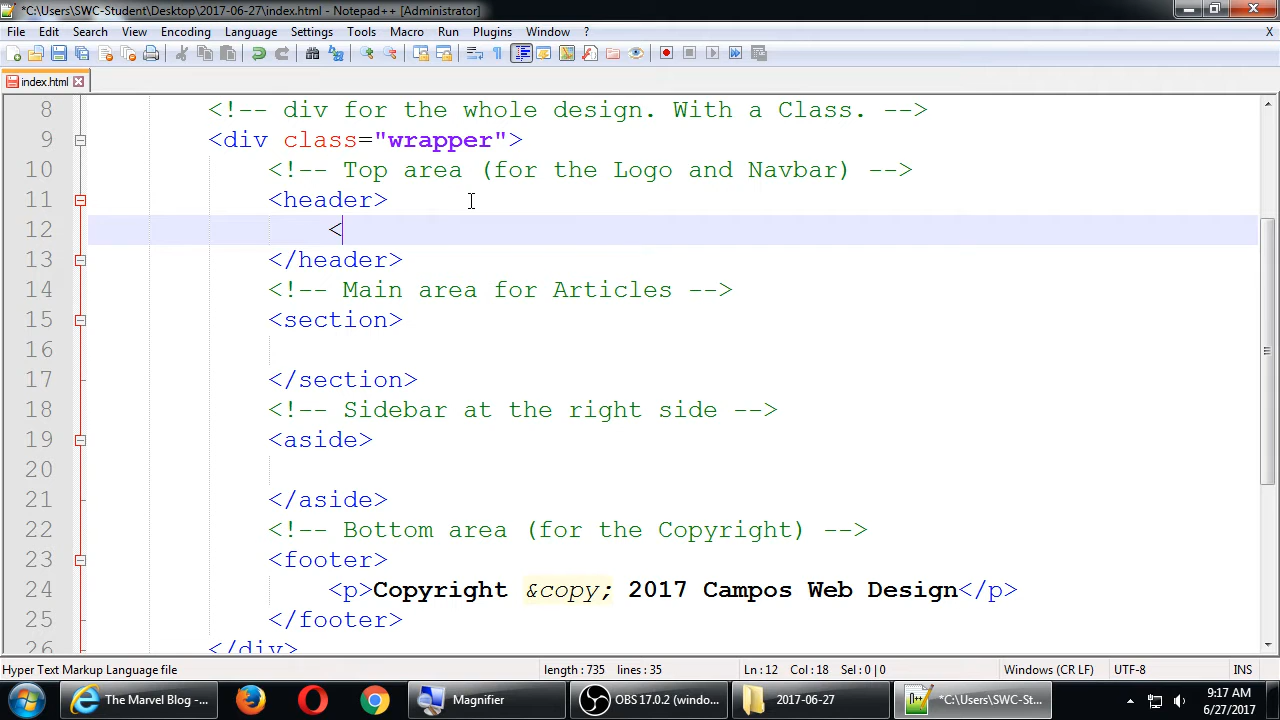 *C:\Users\SWC-Student\Desktop\2017-06-27\index.html - Notepad++ [Administrator]
File Edit Search View Encoding Language Settings Tools Macro Run Plugins Window ? X
index.html
8 <!-- div for the whole design. With a Class. -->
9 <div class="wrapper">
10 <!-- Top area (for the Logo and Navbar) -->
11 <header>
12 <
13 </header>
14 <!-- Main area for Articles -->
15 <section>
16
17 </section>
18 <!-- Sidebar at the right side -->
19 <aside>
20
21 </aside>
22 <!-- Bottom area (for the Copyright) -->
23 <footer>
24 <p>Copyright &copy; 2017 Campos Web Design</p>
25 </footer>
26 </div>
Hyper Text Markup Language file length : 735 lines : 35 Ln : 12 Col : 18 Sel : 0 | 0 Windows (CR LF) UTF-8 INS
The Marvel Blog -... Magnifier OBS 17.0.2 (windo... 2017-06-27 *C:\Users\SWC-St... 9:17 AM
6/27/2017